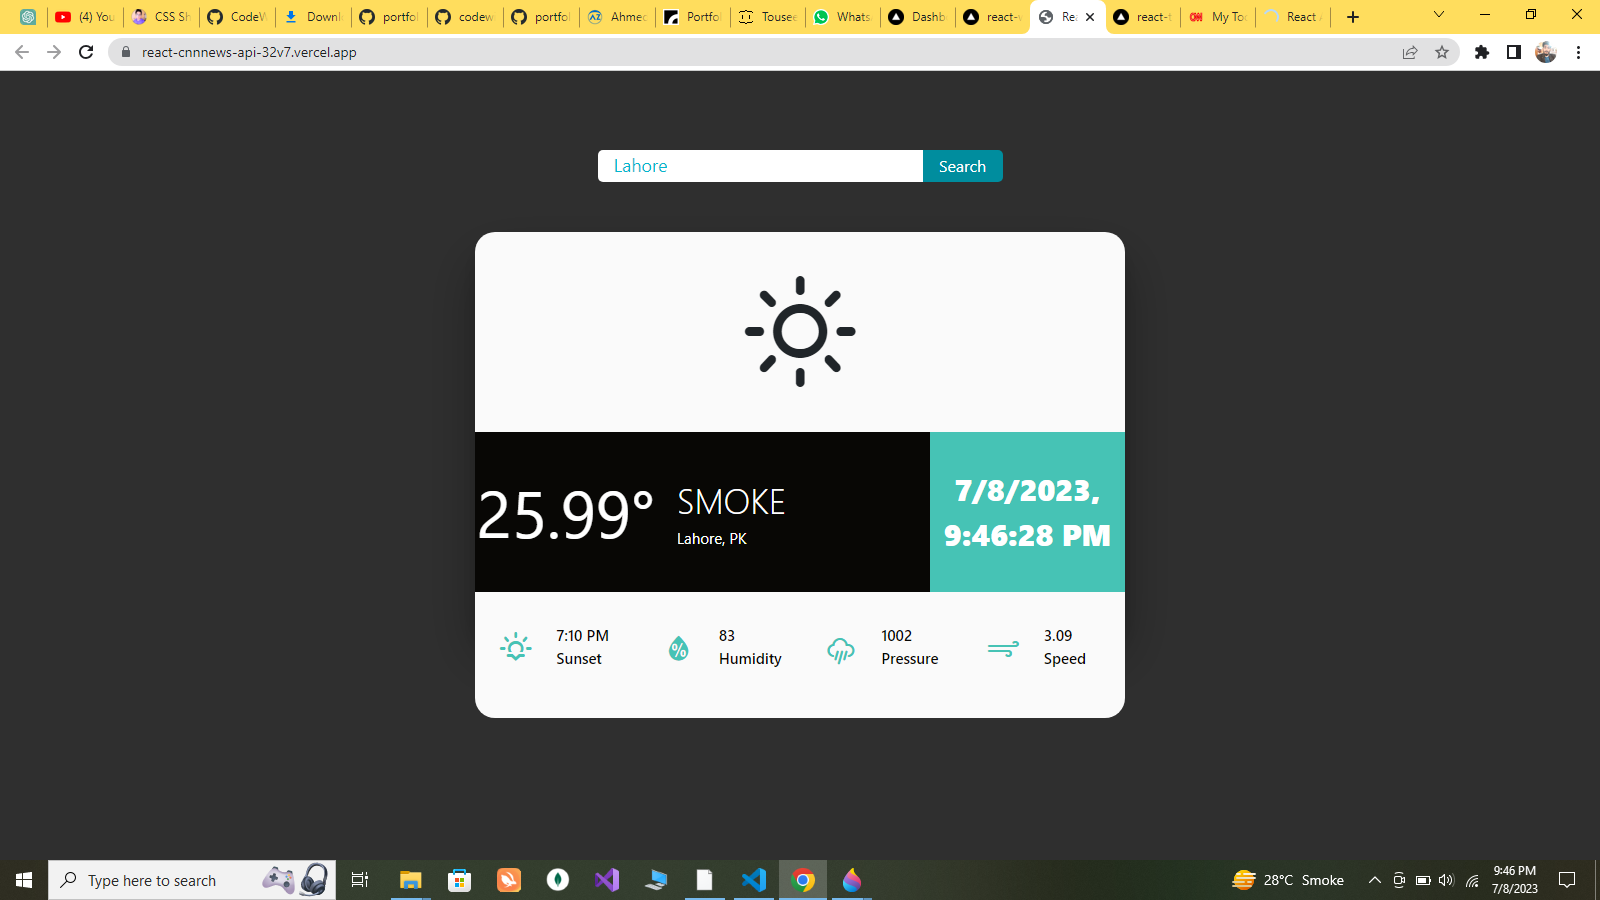 (4) You
CSS Sh
CodeW
Downl
portfol
codew
portfol
Ahmed
Portfol
Tousee
Whats
Dashb
react-w
Re
react-t
My Too
React
react-cnnnews-api-32v7.vercel.app
Lahore
Search
25.99°
SMOKE
Lahore, PK
7/8/2023,
9:46:28 PM
7:10 PM
Sunset
%
83
Humidity
1002
Pressure
3.09
Speed
Type here to search
28°C Smoke
9:46 PM
7/8/2023